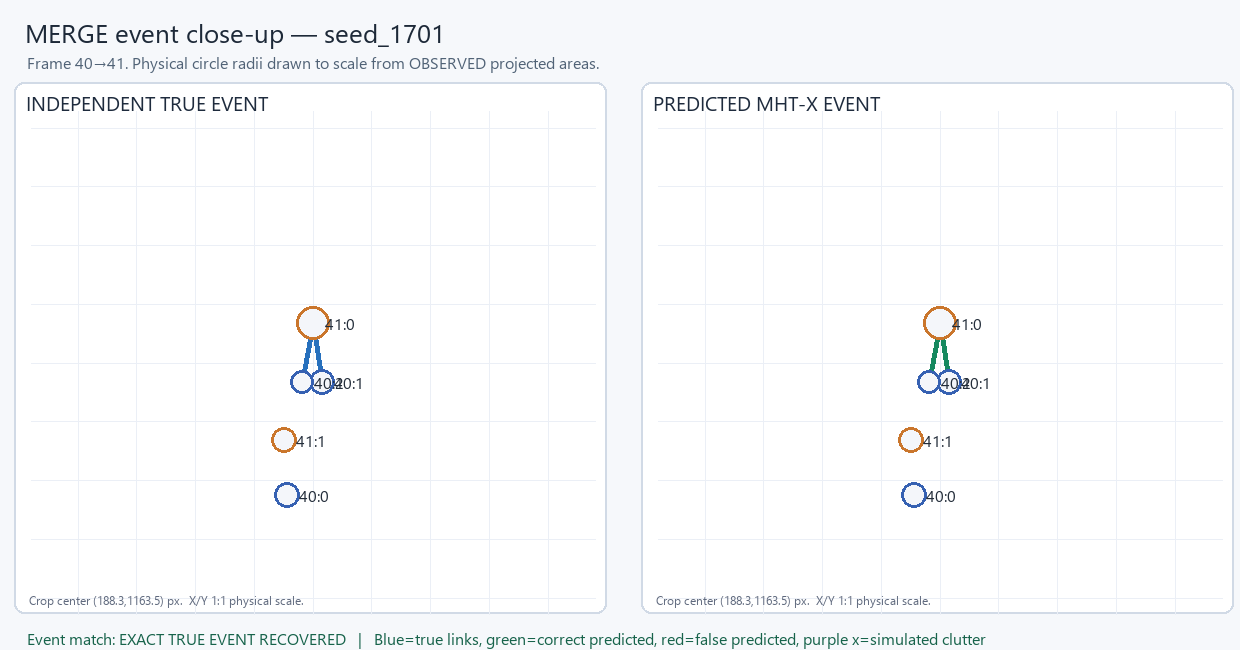 MERGE event close-up — seed_1701
Frame 40→41. Physical circle radii drawn to scale from OBSERVED projected areas.
INDEPENDENT TRUE EVENT
PREDICTED MHT-X EVENT
41:0
40:1
41:1
40:0
41:0
40:1
41:1
40:0
Crop center (188.3,1163.5) px.  X/Y 1:1 physical scale.
Crop center (188.3,1163.5) px.  X/Y 1:1 physical scale.
Event match: EXACT TRUE EVENT RECOVERED   |   Blue=true links, green=correct predicted, red=false predicted, purple x=simulated clutter